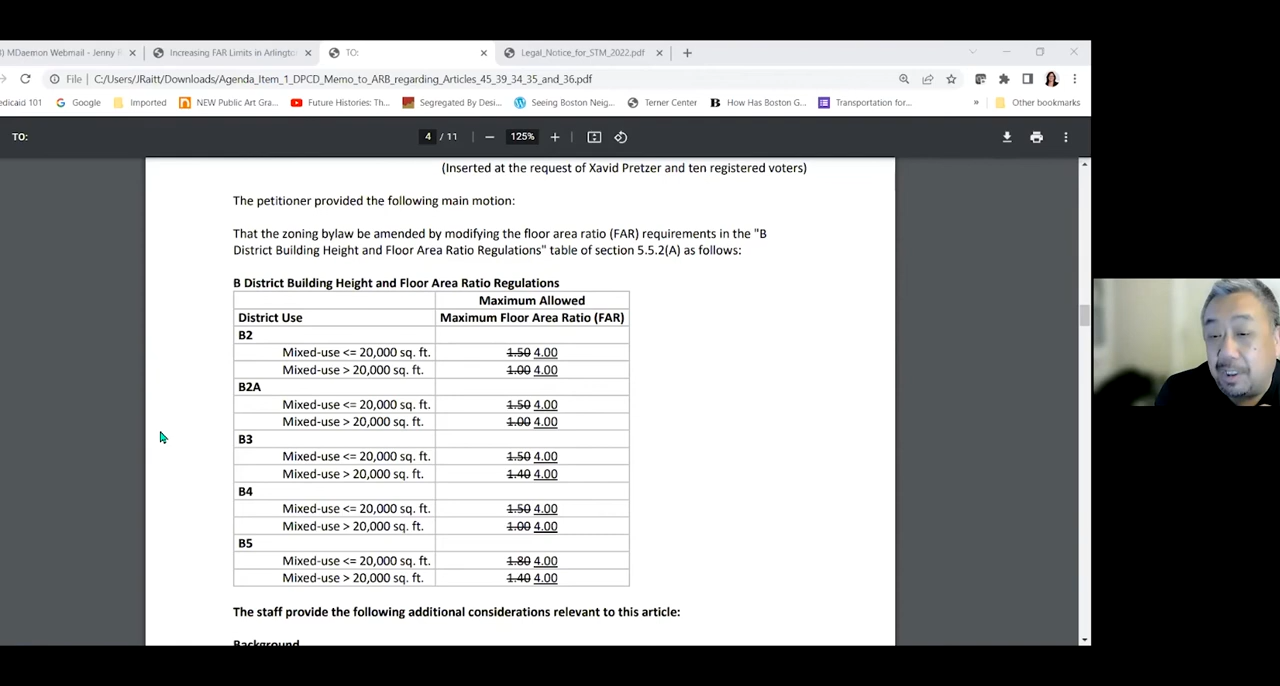 ) MDaemon Webmail - Jenny R
Increasing FAR Limits in Arlingto
TO:
Legal_Notice_for_STM_2022.pdf
File | C:/Users/JRaitt/Downloads/Agenda_Item_1_DPCD_Memo_to_ARB_regarding_Articles_45_39_34_35_and_36.pdf
edicaid 101 Google Imported NEW Public Art Gra... Future Histories: Th... Segregated By Desi... Seeing Boston Neig... Terner Center How Has Boston G... Transportation for... » Other bookmarks
TO: 4 / 11 — 125% +
(Inserted at the request of Xavid Pretzer and ten registered voters)
The petitioner provided the following main motion:
That the zoning bylaw be amended by modifying the floor area ratio (FAR) requirements in the "B
District Building Height and Floor Area Ratio Regulations" table of section 5.5.2(A) as follows:
B District Building Height and Floor Area Ratio Regulations
Maximum Allowed
District Use Maximum Floor Area Ratio (FAR)
B2
Mixed-use <= 20,000 sq. ft. 1.50 4.00
Mixed-use > 20,000 sq. ft. 1.00 4.00
B2A
Mixed-use <= 20,000 sq. ft. 1.50 4.00
Mixed-use > 20,000 sq. ft. 1.00 4.00
B3
Mixed-use <= 20,000 sq. ft. 1.50 4.00
Mixed-use > 20,000 sq. ft. 1.40 4.00
B4
Mixed-use <= 20,000 sq. ft. 1.50 4.00
Mixed-use > 20,000 sq. ft. 1.00 4.00
B5
Mixed-use <= 20,000 sq. ft. 1.80 4.00
Mixed-use > 20,000 sq. ft. 1.40 4.00
The staff provide the following additional considerations relevant to this article:
Background